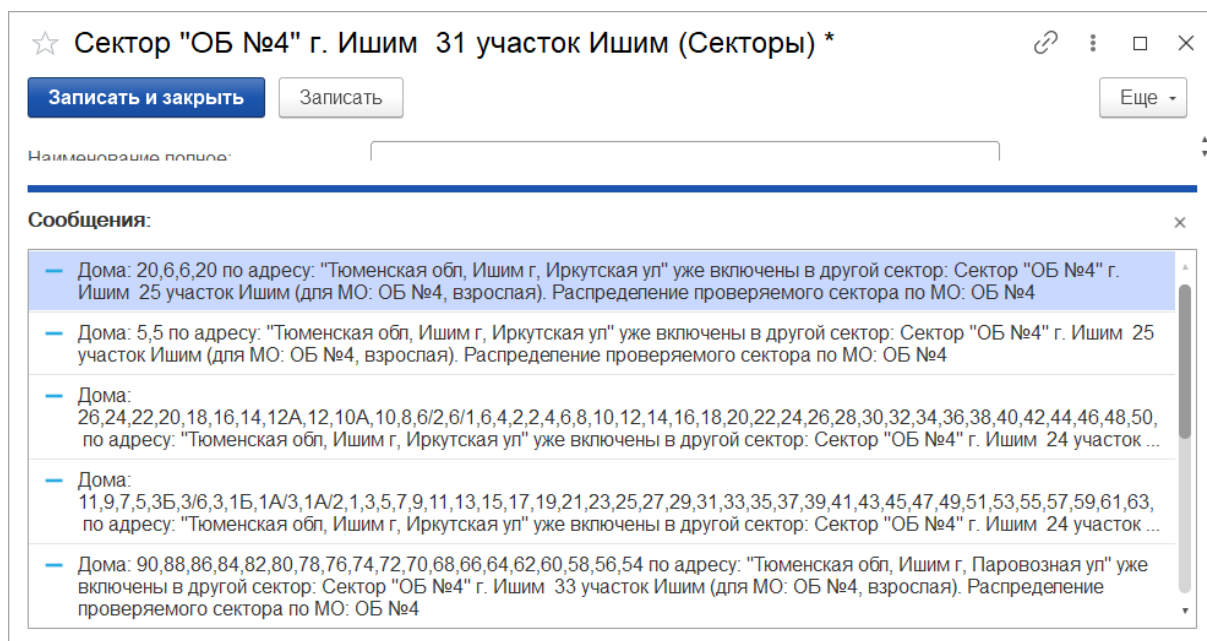 Сектор "ОБ №4" г. Ишим  31 участок Ишим (Секторы) *
Записать и закрыть
Записать
Еще
Наименование полное:
Сообщения:
Дома: 20,6,6,20 по адресу: "Тюменская обл, Ишим г, Иркутская ул" уже включены в другой сектор: Сектор "ОБ №4" г.
Ишим  25 участок Ишим (для МО: ОБ №4, взрослая). Распределение проверяемого сектора по МО: ОБ №4
Дома: 5,5 по адресу: "Тюменская обл, Ишим г, Иркутская ул" уже включены в другой сектор: Сектор "ОБ №4" г. Ишим  25
участок Ишим (для МО: ОБ №4, взрослая). Распределение проверяемого сектора по МО: ОБ №4
Дома:
26,24,22,20,18,16,14,12А,12,10А,10,8,6/2,6/1,6,4,2,2,4,6,8,10,12,14,16,18,20,22,24,26,28,30,32,34,36,38,40,42,44,46,48,50,
по адресу: "Тюменская обл, Ишим г, Иркутская ул" уже включены в другой сектор: Сектор "ОБ №4" г. Ишим  24 участок ...
Дома:
11,9,7,5,3Б,3/6,3,1Б,1А/3,1А/2,1,3,5,7,9,11,13,15,17,19,21,23,25,27,29,31,33,35,37,39,41,43,45,47,49,51,53,55,57,59,61,63,
по адресу: "Тюменская обл, Ишим г, Иркутская ул" уже включены в другой сектор: Сектор "ОБ №4" г. Ишим  24 участок ...
Дома: 90,88,86,84,82,80,78,76,74,72,70,68,66,64,62,60,58,56,54 по адресу: "Тюменская обл, Ишим г, Паровозная ул" уже
включены в другой сектор: Сектор "ОБ №4" г. Ишим  33 участок Ишим (для МО: ОБ №4, взрослая). Распределение
проверяемого сектора по МО: ОБ №4